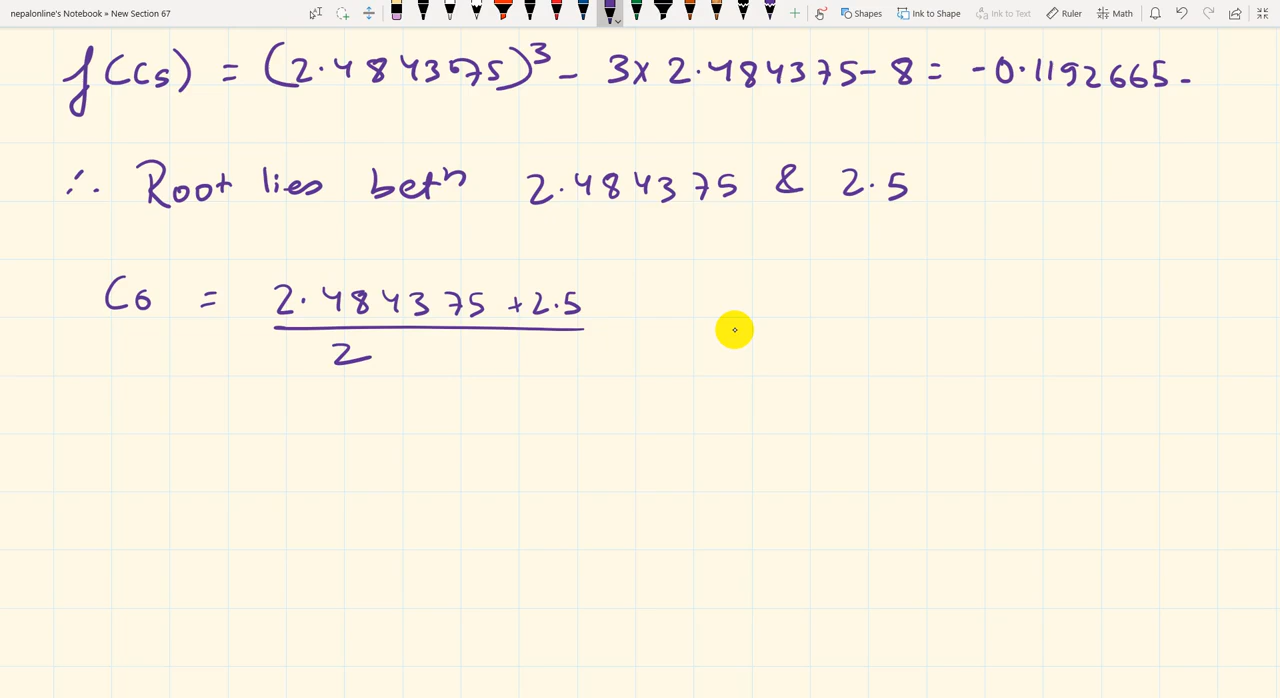 nepalonline's Notebook » New Section 67
Shapes Ink to Shape Ink to Text Ruler Math
f(C5) = (2.484375)^3 - 3x 2.484375 - 8 = -0.1192665 -
∴ Root lies betn 2.484375 & 2.5
C6 = 2.484375 + 2.5
2